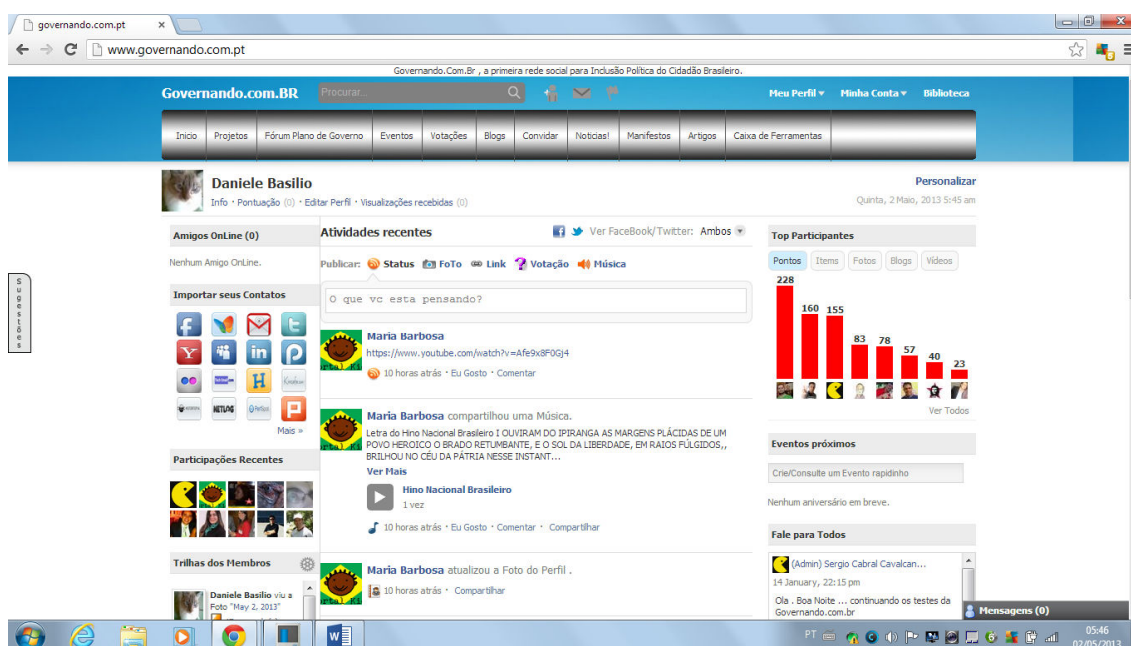 governando.com.pt
www.governando.com.pt
Governando.Com.Br , a primeira rede social para Inclusão Política do Cidadão Brasileiro.
Governando.com.BR
Procurar...
Meu Perfil
Minha Conta
Biblioteca
Inicio Projetos Fórum Plano de Governo Eventos Votações Blogs Convidar Noticias! Manifestos Artigos Caixa de Ferramentas
Daniele Basilio
Info · Pontuação (0) · Editar Perfil · Visualizações recebidas (0)
Personalizar
Quinta, 2 Maio, 2013 5:45 am
Sugestões
Amigos OnLine (0)
Nenhum Amigo OnLine.
Importar seus Contatos
NETLOG
Mais »
Participações Recentes
Trilhas dos Membros
Daniele Basilio viu a
Foto "May 2, 2013"
Atividades recentes
Ver FaceBook/Twitter: Ambos
Publicar: Status FoTo Link Votação Música
O que vc esta pensando?
Maria Barbosa
https://www.youtube.com/watch?v=Afe9x8F0Gj4
10 horas atrás · Eu Gosto · Comentar
Maria Barbosa compartilhou uma Música.
Letra do Hino Nacional Brasileiro I OUVIRAM DO IPIRANGA AS MARGENS PLÁCIDAS DE UM
POVO HEROICO O BRADO RETUMBANTE, E O SOL DA LIBERDADE, EM RAIOS FÚLGIDOS,,
BRILHOU NO CÉU DA PÁTRIA NESSE INSTANT...
Ver Mais
Hino Nacional Brasileiro
1 vez
10 horas atrás · Eu Gosto · Comentar · Compartilhar
Maria Barbosa atualizou a Foto do Perfil .
10 horas atrás · Compartilhar
Top Participantes
Pontos Items Fotos Blogs Vídeos
228
160
155
83
78
57
40
23
Ver Todos
Eventos próximos
Crie/Consulte um Evento rapidinho
Nenhum aniversário em breve.
Fale para Todos
(Admin) Sergio Cabral Cavalcan...
14 January, 22:15 pm
Ola . Boa Noite ... continuando os testes da
Governando.com.br
Mensagens (0)
PT
05:46
02/05/2013